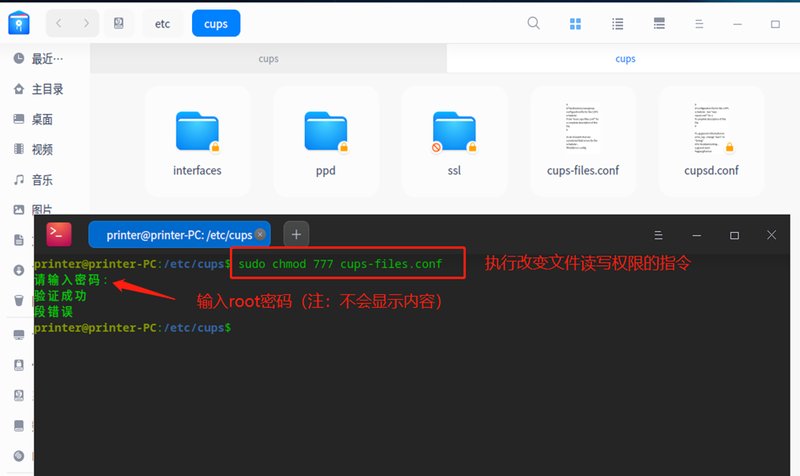 etc
cups
cups
cups
最近…
主目录
桌面
视频
音乐
图片
interfaces
ppd
ssl
cups-files.conf
cupsd.conf
printer@printer-PC: /etc/cups
printer@printer-PC:/etc/cups$ sudo chmod 777 cups-files.conf
执行改变文件读写权限的指令
请输入密码:
输入root密码（注：不会显示内容）
验证成功
段错误
printer@printer-PC:/etc/cups$